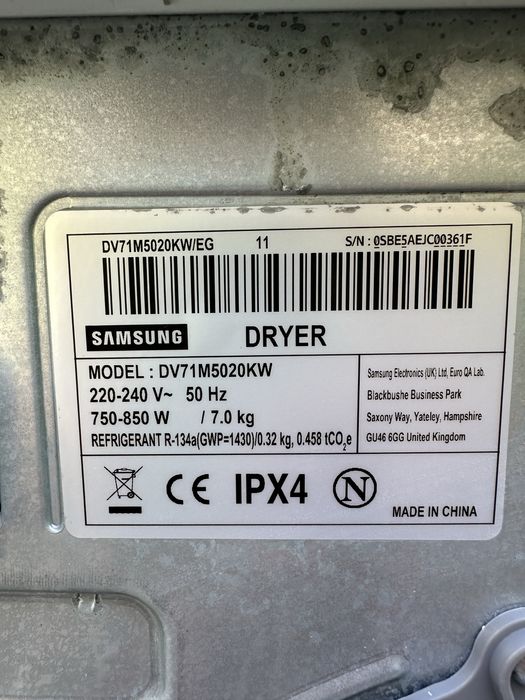 DV71M5020KW/EG 11 S/N : 0SBE5AEJC00361F
SAMSUNG DRYER
MODEL : DV71M5020KW
220-240 V~ 50 Hz
750-850 W / 7.0 kg
REFRIGERANT R-134a(GWP=1430)/0.32 kg, 0.458 tCO₂e
Samsung Electronics (UK) Ltd, Euro QA Lab.
Blackbushe Business Park
Saxony Way, Yateley, Hampshire
GU46 6GG United Kingdom
CE IPX4 N
MADE IN CHINA